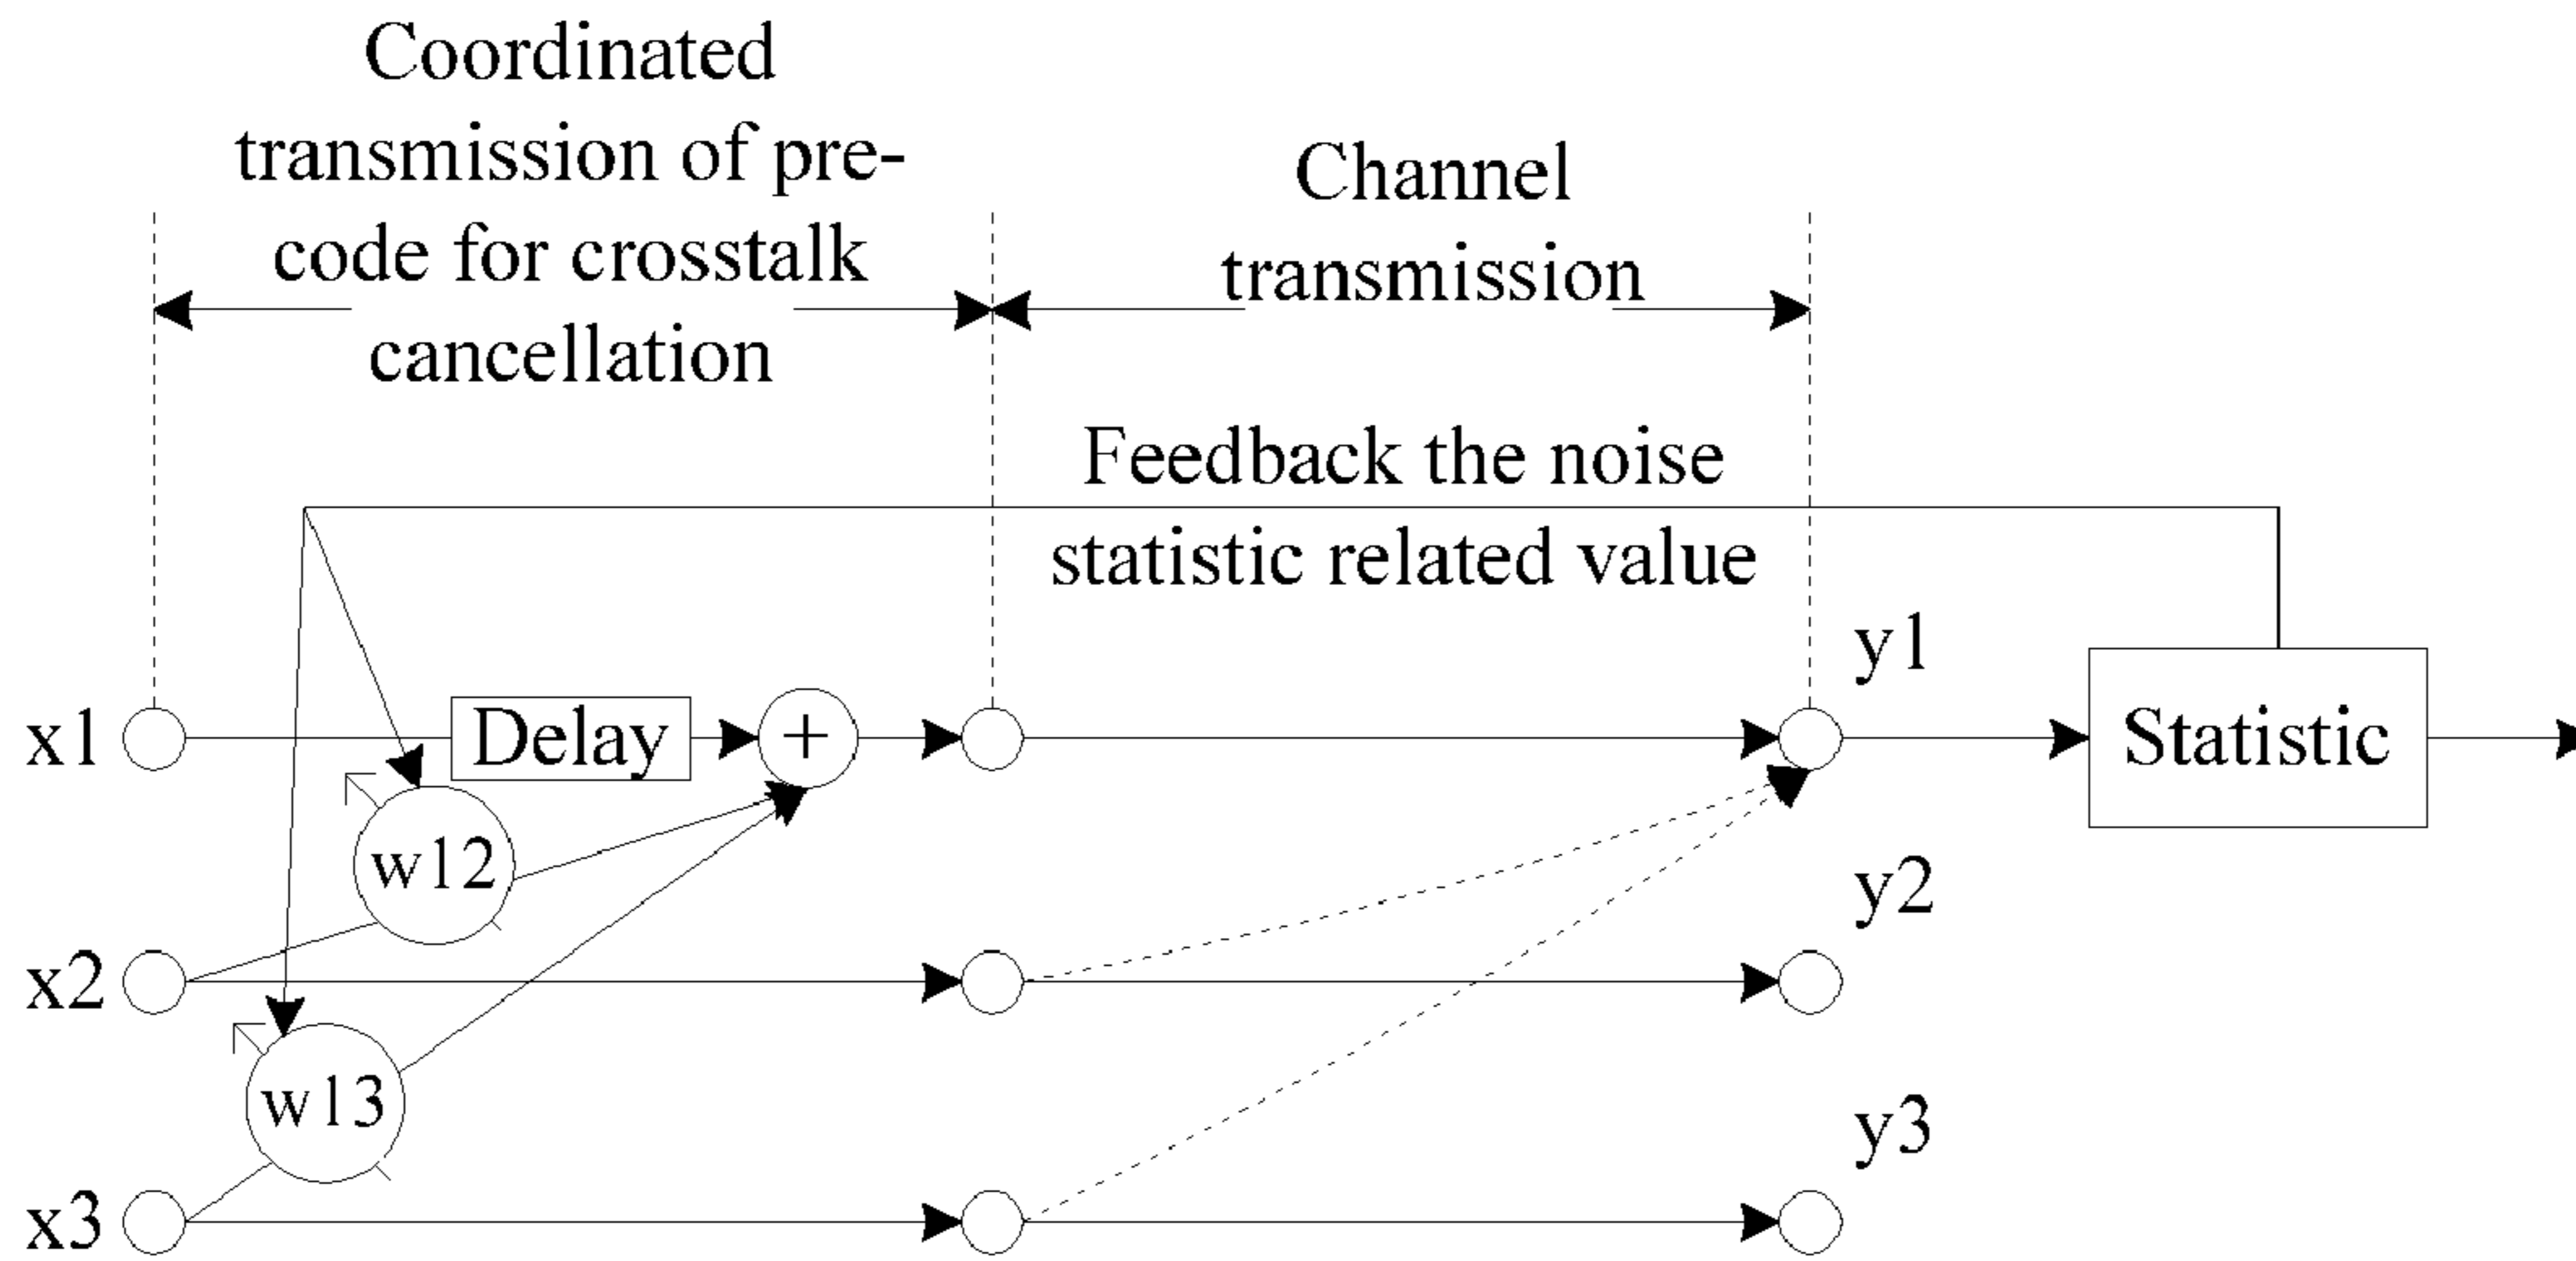 Coordinated
transmission of pre-
code for crosstalk
cancellation
Channel
transmission
Feedback the noise
statistic related value
y1
x1
Delay
+
Statistic
w12
y2
x2
w13
y3
x3